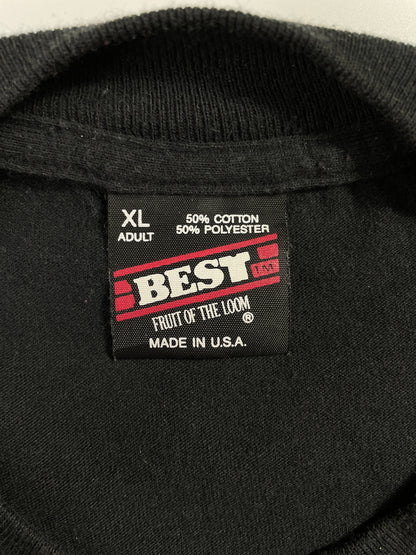 XL
ADULT
50% COTTON
50% POLYESTER
BEST
FRUIT OF THE LOOM ®
MADE IN U.S.A.